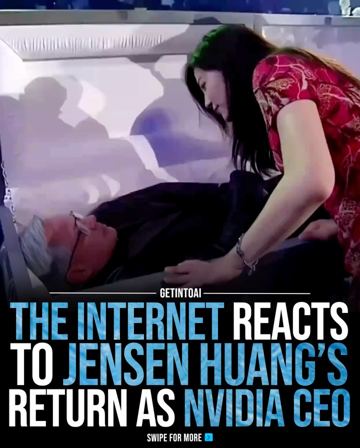 GETINTOAI
THE INTERNET REACTS
TO JENSEN HUANG'S
RETURN AS NVIDIA CEO
SWIPE FOR MORE